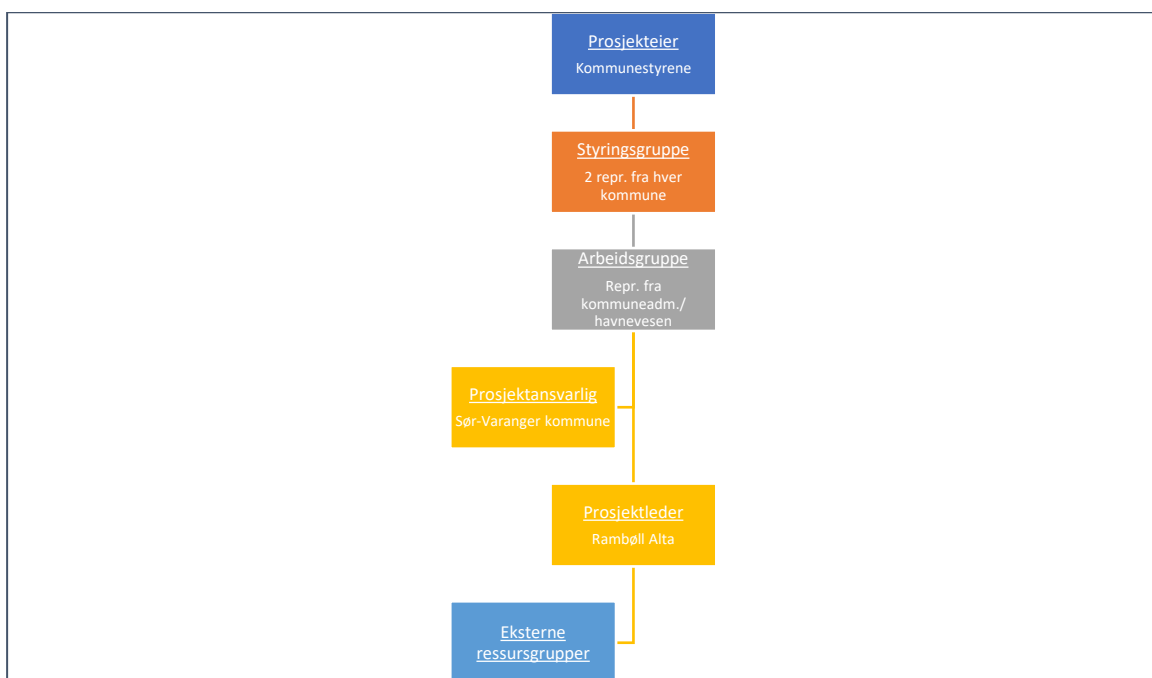 Prosjekteier
Kommunestyrene
Styringsgruppe
2 repr. fra hver
kommune
Arbeidsgruppe
Repr. fra
kommuneadm./
havnevesen
Prosjektansvarlig
Sør-Varanger kommune
Prosjektleder
Rambøll Alta
Eksterne
ressursgrupper